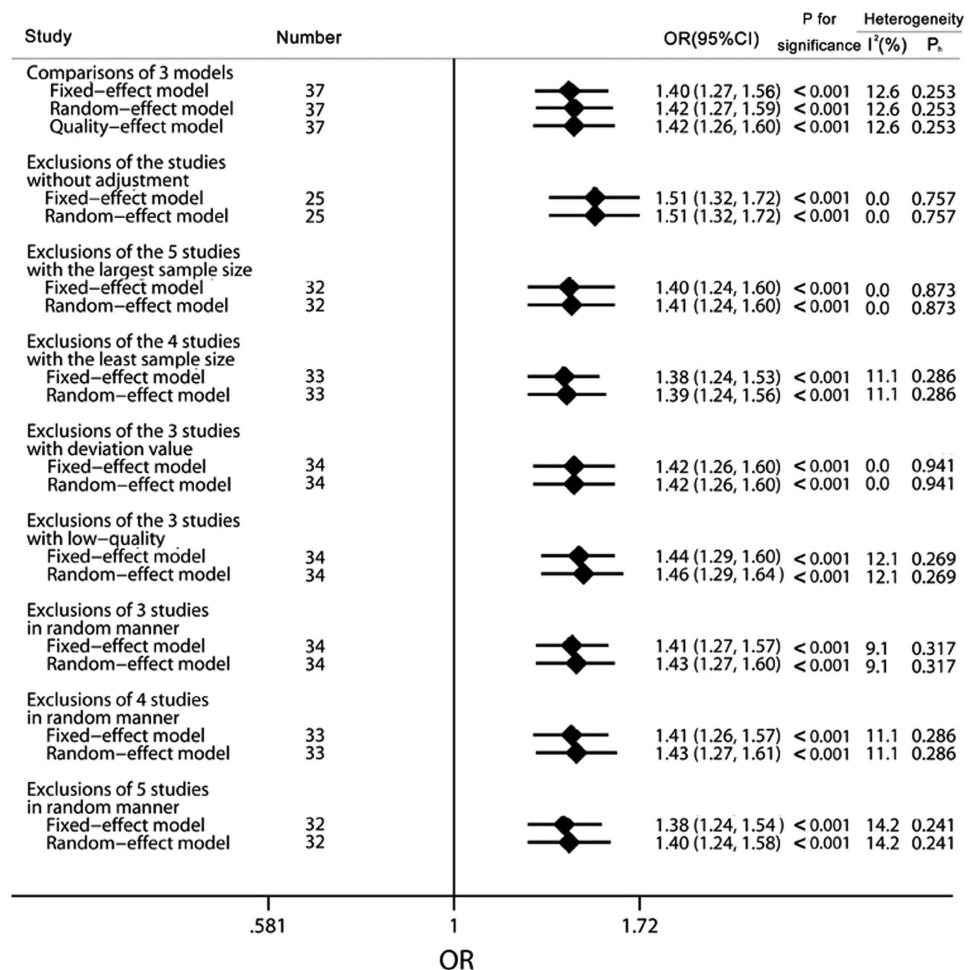 Study Number OR(95%CI) P for significance Heterogeneity I²(%) Pₕ
Comparisons of 3 models
Fixed−effect model 37 1.40 (1.27, 1.56) < 0.001 12.6 0.253
Random−effect model 37 1.42 (1.27, 1.59) < 0.001 12.6 0.253
Quality−effect model 37 1.42 (1.26, 1.60) < 0.001 12.6 0.253
Exclusions of the studies
without adjustment
Fixed−effect model 25 1.51 (1.32, 1.72) < 0.001 0.0 0.757
Random−effect model 25 1.51 (1.32, 1.72) < 0.001 0.0 0.757
Exclusions of the 5 studies
with the largest sample size
Fixed−effect model 32 1.40 (1.24, 1.60) < 0.001 0.0 0.873
Random−effect model 32 1.41 (1.24, 1.60) < 0.001 0.0 0.873
Exclusions of the 4 studies
with the least sample size
Fixed−effect model 33 1.38 (1.24, 1.53) < 0.001 11.1 0.286
Random−effect model 33 1.39 (1.24, 1.56) < 0.001 11.1 0.286
Exclusions of the 3 studies
with deviation value
Fixed−effect model 34 1.42 (1.26, 1.60) < 0.001 0.0 0.941
Random−effect model 34 1.42 (1.26, 1.60) < 0.001 0.0 0.941
Exclusions of the 3 studies
with low−quality
Fixed−effect model 34 1.44 (1.29, 1.60) < 0.001 12.1 0.269
Random−effect model 34 1.46 (1.29, 1.64 ) < 0.001 12.1 0.269
Exclusions of 3 studies
in random manner
Fixed−effect model 34 1.41 (1.27, 1.57) < 0.001 9.1 0.317
Random−effect model 34 1.43 (1.27, 1.60) < 0.001 9.1 0.317
Exclusions of 4 studies
in random manner
Fixed−effect model 33 1.41 (1.26, 1.57) < 0.001 11.1 0.286
Random−effect model 33 1.43 (1.27, 1.61) < 0.001 11.1 0.286
Exclusions of 5 studies
in random manner
Fixed−effect model 32 1.38 (1.24, 1.54 ) < 0.001 14.2 0.241
Random−effect model 32 1.40 (1.24, 1.58) < 0.001 14.2 0.241
.581 1 1.72
OR